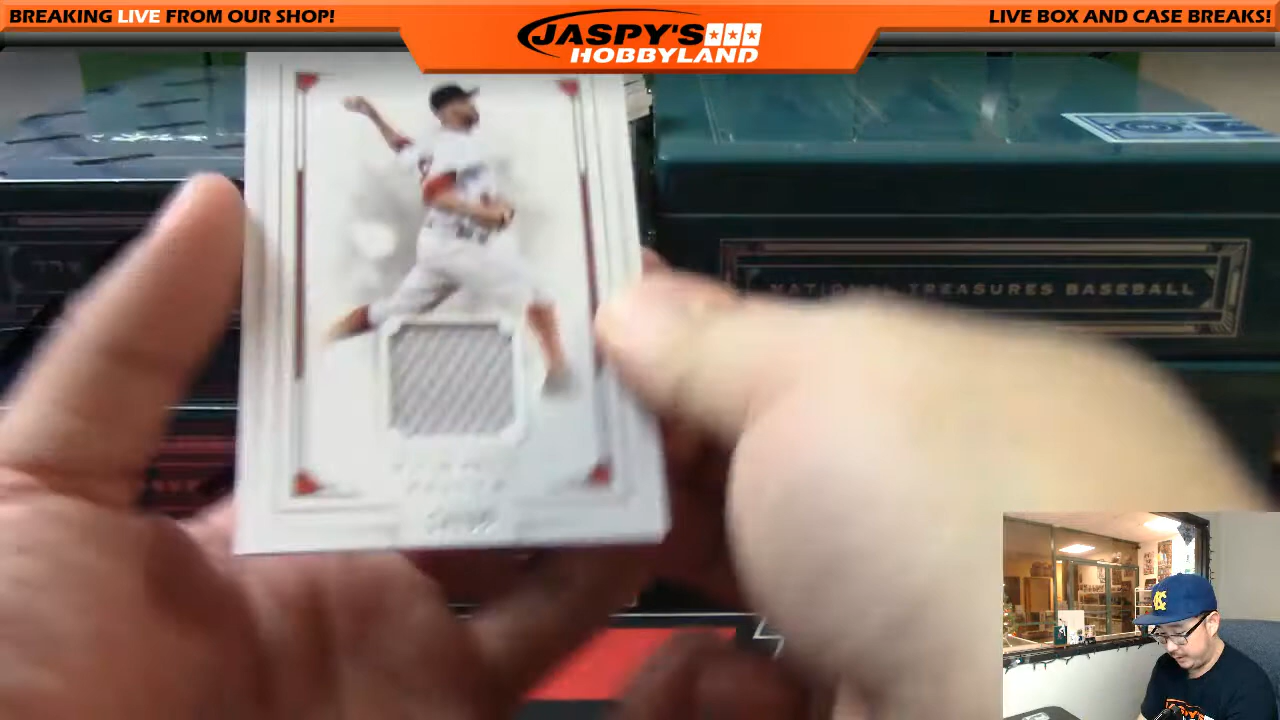 BREAKING LIVE FROM OUR SHOP!
JASPY'S
HOBBYLAND
LIVE BOX AND CASE BREAKS!
NATIONAL TREASURES BASEBALL